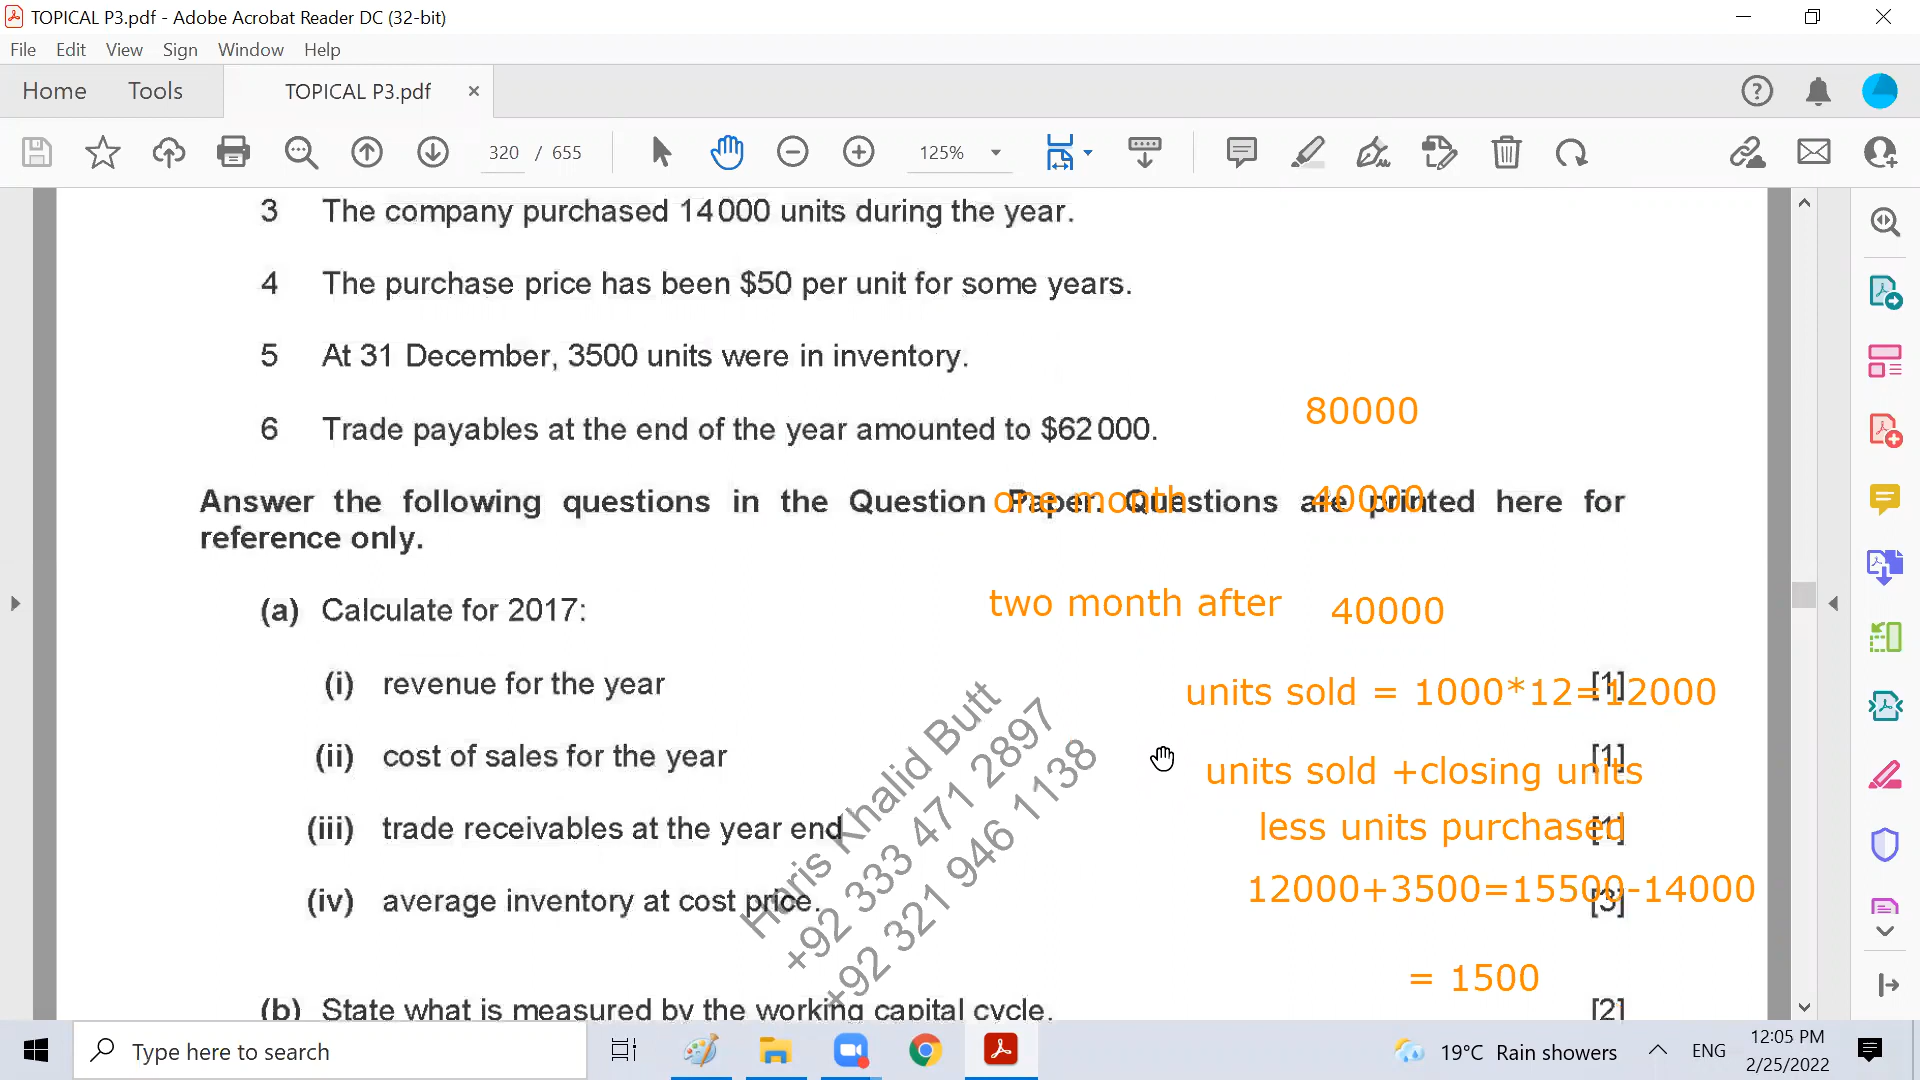 TOPICAL P3.pdf - Adobe Acrobat Reader DC (32-bit)
File Edit View Sign Window Help
Home Tools TOPICAL P3.pdf ×
320 / 655 125%
3 The company purchased 14000 units during the year.
4 The purchase price has been $50 per unit for some years.
5 At 31 December, 3500 units were in inventory.
80000
6 Trade payables at the end of the year amounted to $62000.
Answer the following questions in the Question Paper. Questions are printed here for
one month 40000
reference only.
(a) Calculate for 2017:
two month after 40000
(i) revenue for the year [1]
units sold = 1000*12=12000
(ii) cost of sales for the year [1]
units sold +closing units
(iii) trade receivables at the year end [1]
less units purchased
(iv) average inventory at cost price. [3]
12000+3500=15500-14000
= 1500
Haris Khalid Butt
+92 333 471 2897
+92 321 946 1138
(b) State what is measured by the working capital cycle. [2]
Type here to search
19°C Rain showers ENG
12:05 PM
2/25/2022